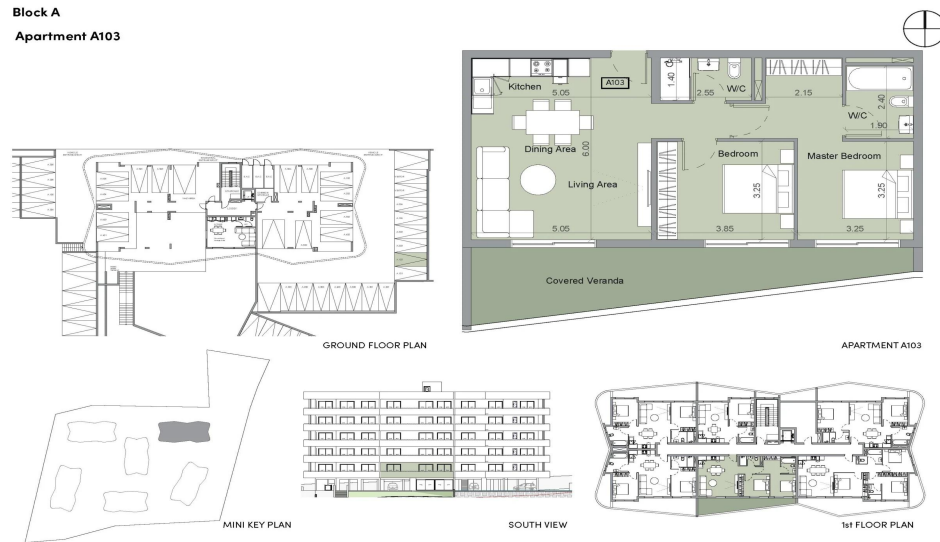 Block A
Apartment A103
Kitchen
5.05
A103
1.40
2.55
W/C
2.15
2.40
W/C
1.90
Dining Area
6.00
Living Area
Bedroom
Master Bedroom
3.25
3.25
5.05
3.85
3.25
Covered Veranda
GROUND FLOOR PLAN
APARTMENT A103
MINI KEY PLAN
SOUTH VIEW
1st FLOOR PLAN